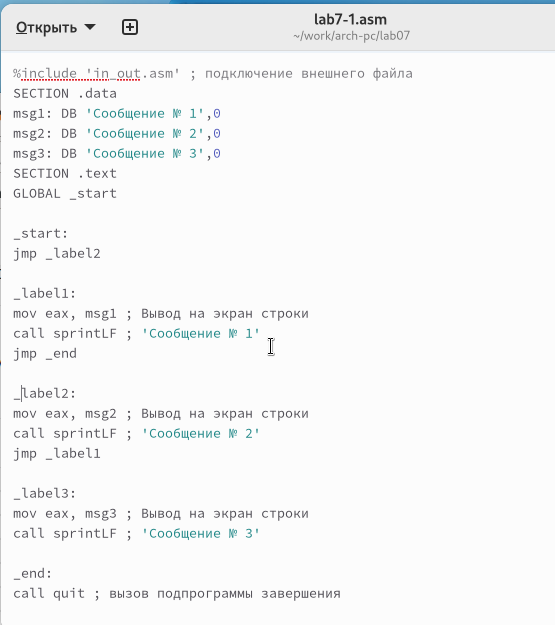 Открыть
lab7-1.asm
~/work/arch-pc/lab07
%include 'in_out.asm' ; подключение внешнего файла
SECTION .data
msg1: DB 'Сообщение № 1',0
msg2: DB 'Сообщение № 2',0
msg3: DB 'Сообщение № 3',0
SECTION .text
GLOBAL _start
_start:
jmp _label2
_label1:
mov eax, msg1 ; Вывод на экран строки
call sprintLF ; 'Сообщение № 1'
jmp _end
_label2:
mov eax, msg2 ; Вывод на экран строки
call sprintLF ; 'Сообщение № 2'
jmp _label1
_label3:
mov eax, msg3 ; Вывод на экран строки
call sprintLF ; 'Сообщение № 3'
_end:
call quit ; вызов подпрограммы завершения